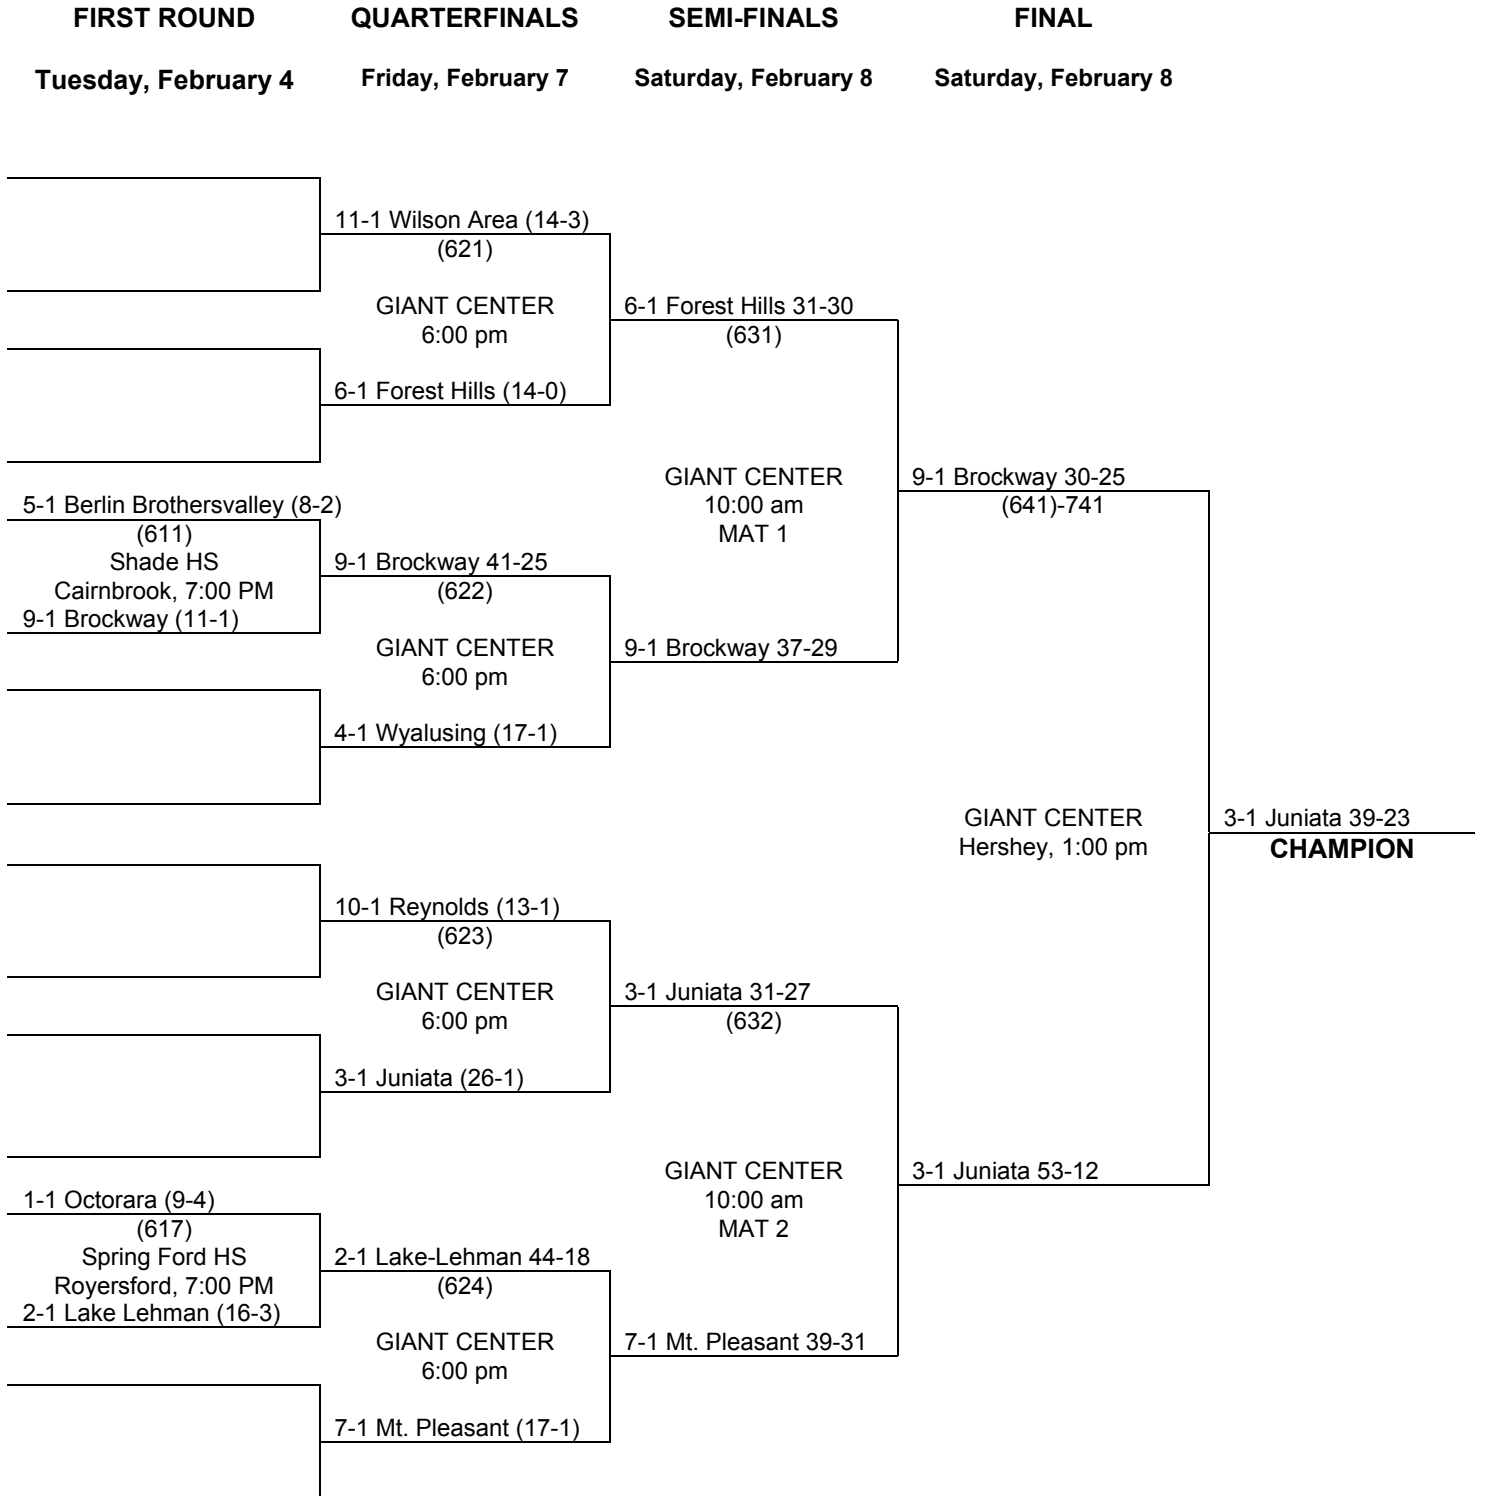 FIRST ROUND
QUARTERFINALS
SEMI-FINALS
FINAL
Tuesday, February 4
Friday, February 7
Saturday, February 8
Saturday, February 8
11-1 Wilson Area (14-3)
(621)
GIANT CENTER
6:00 pm
6-1 Forest Hills 31-30
(631)
6-1 Forest Hills (14-0)
GIANT CENTER
10:00 am
MAT 1
9-1 Brockway 30-25
(641)-741
5-1 Berlin Brothersvalley (8-2)
(611)
Shade HS
Cairnbrook, 7:00 PM
9-1 Brockway (11-1)
9-1 Brockway 41-25
(622)
GIANT CENTER
6:00 pm
9-1 Brockway 37-29
4-1 Wyalusing (17-1)
GIANT CENTER
Hershey, 1:00 pm
3-1 Juniata 39-23
CHAMPION
10-1 Reynolds (13-1)
(623)
GIANT CENTER
6:00 pm
3-1 Juniata 31-27
(632)
3-1 Juniata (26-1)
GIANT CENTER
10:00 am
MAT 2
3-1 Juniata 53-12
1-1 Octorara (9-4)
(617)
Spring Ford HS
Royersford, 7:00 PM
2-1 Lake Lehman (16-3)
2-1 Lake-Lehman 44-18
(624)
GIANT CENTER
6:00 pm
7-1 Mt. Pleasant 39-31
7-1 Mt. Pleasant (17-1)